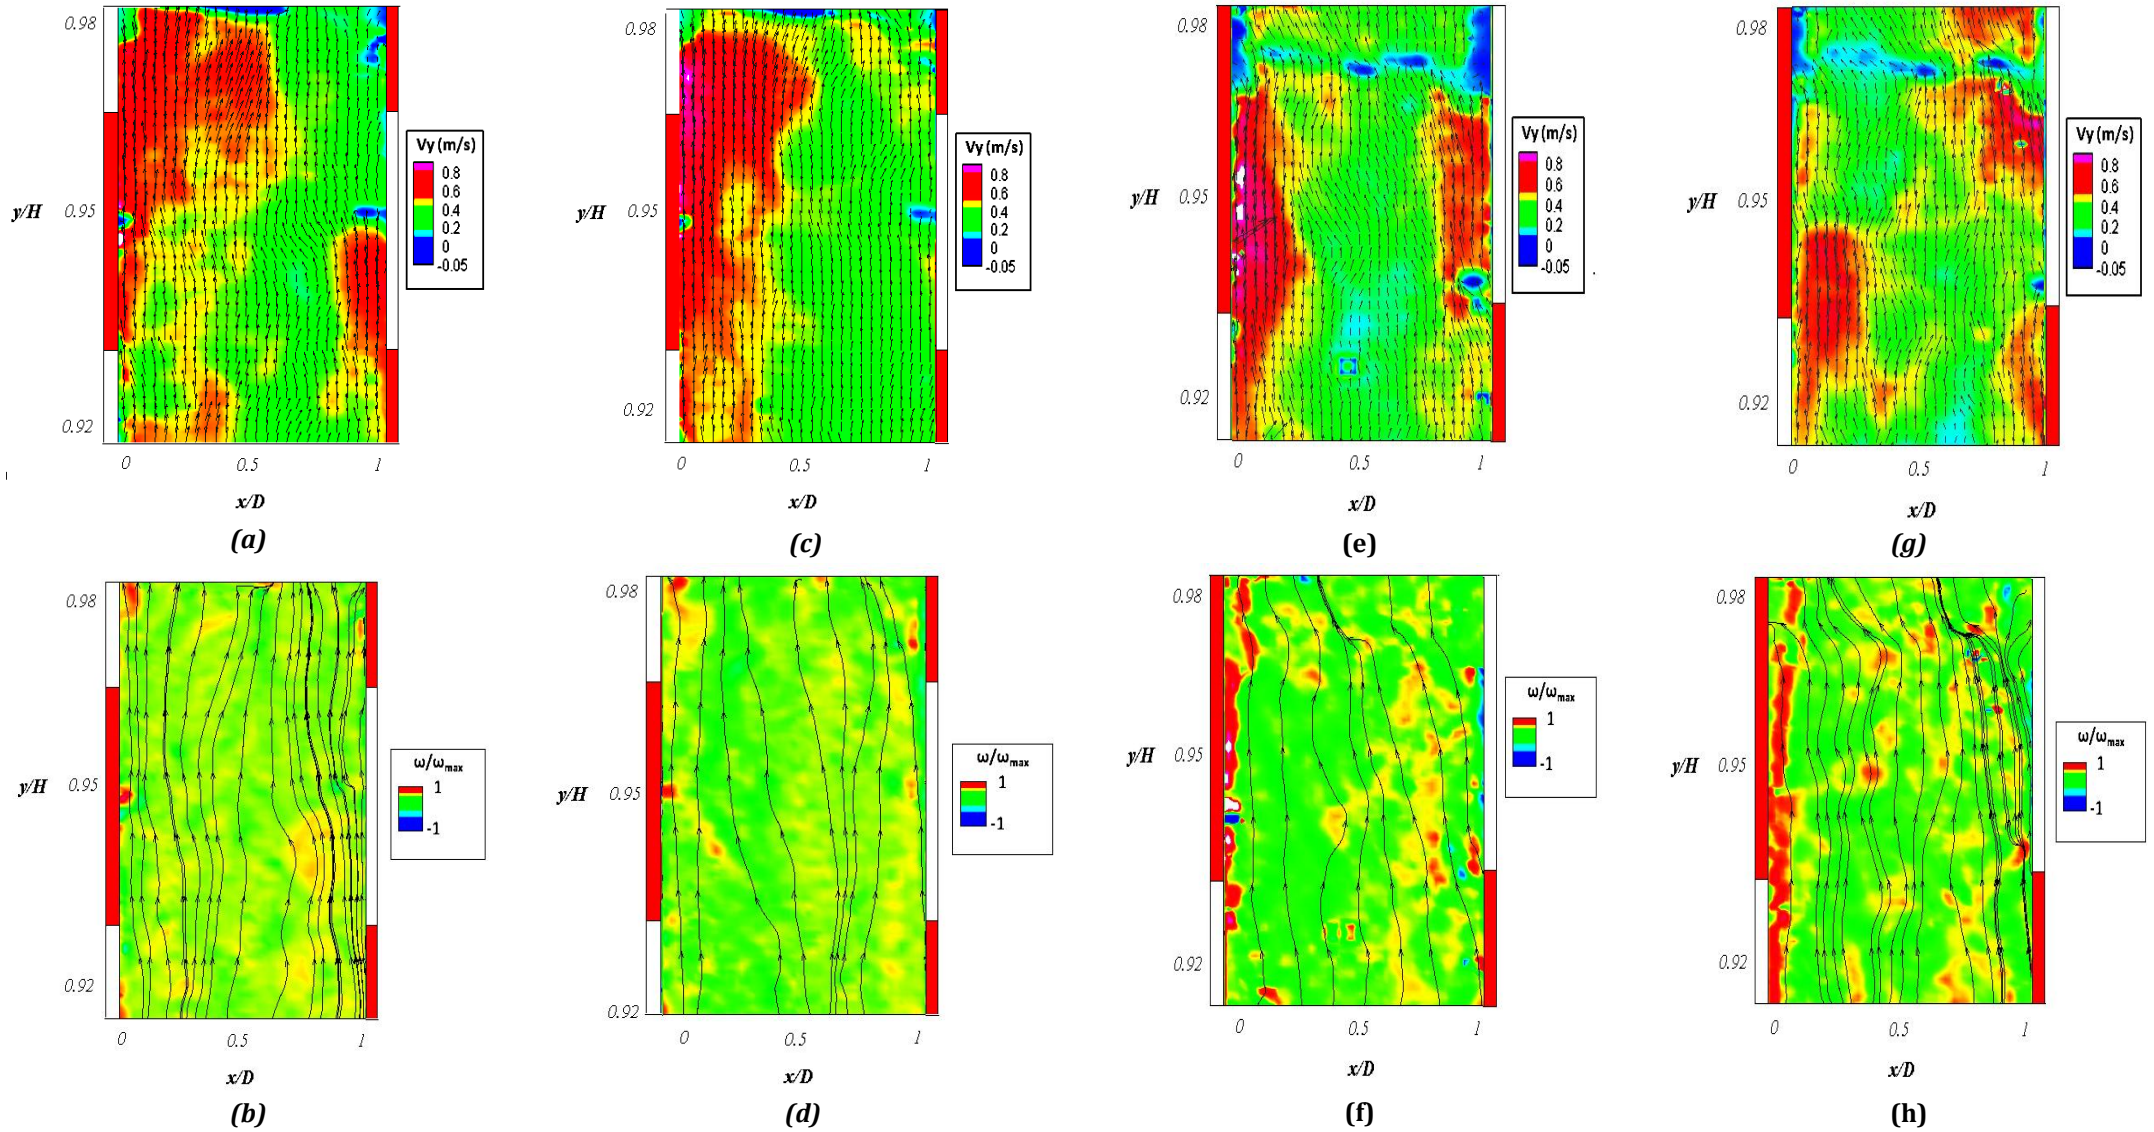 0.98
y/H 0.95
0.92
0 0.5 1
x/D
(a)
Vy (m/s)
0.8
0.6
0.4
0.2
0
-0.05
0.98
y/H 0.95
0.92
0 0.5 1
x/D
(c)
Vy (m/s)
0.8
0.6
0.4
0.2
0
-0.05
0.98
y/H 0.95
0.92
0 0.5 1
x/D
(e)
Vy (m/s)
0.8
0.6
0.4
0.2
0
-0.05
0.98
y/H 0.95
0.92
0 0.5 1
x/D
(g)
Vy (m/s)
0.8
0.6
0.4
0.2
0
-0.05
0.98
y/H 0.95
0.92
0 0.5 1
x/D
(b)
ω/ωmax
1
-1
0.98
y/H 0.95
0.92
0 0.5 1
x/D
(d)
ω/ωmax
1
-1
0.98
y/H 0.95
0.92
0 0.5 1
x/D
(f)
ω/ωmax
1
-1
0.98
y/H 0.95
0.92
0 0.5 1
x/D
(h)
ω/ωmax
1
-1